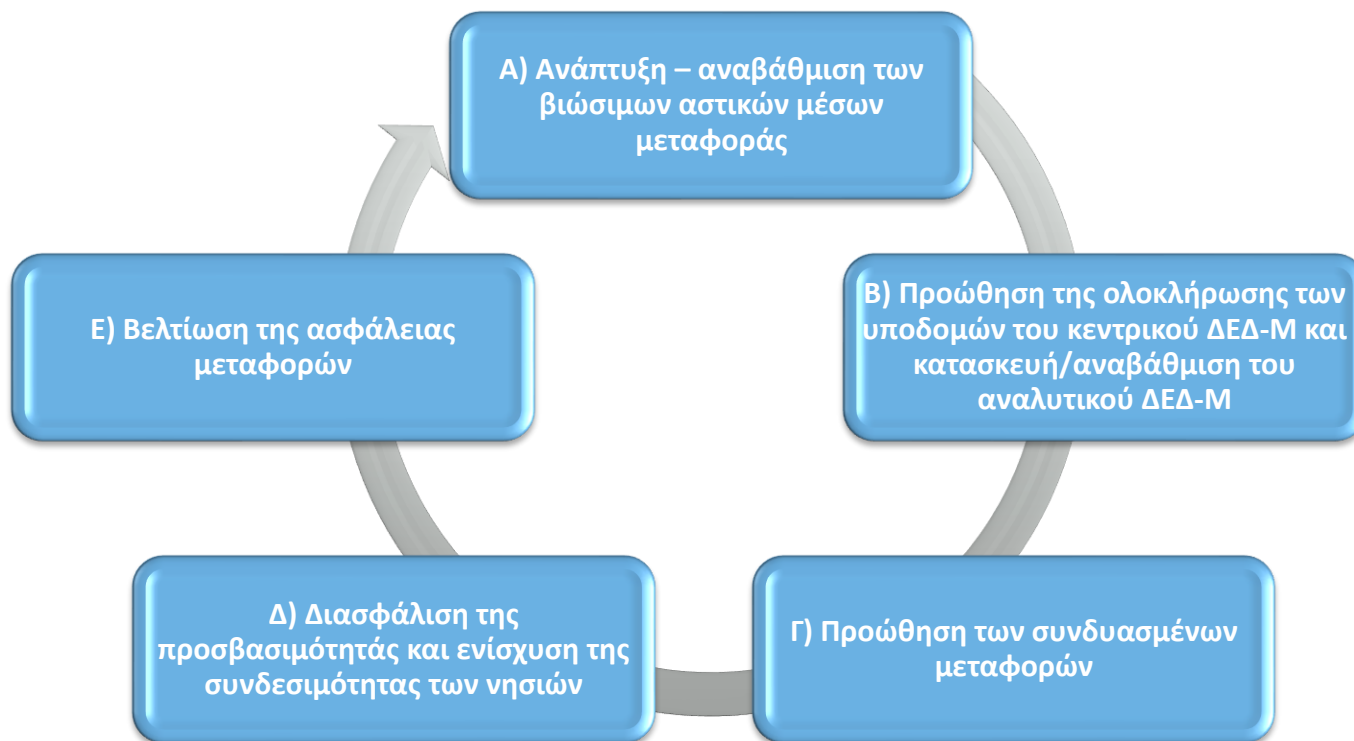 Α) Ανάπτυξη – αναβάθμιση των
βιώσιμων αστικών μέσων
μεταφοράς
Β) Προώθηση της ολοκλήρωσης των
υποδομών του κεντρικού ΔΕΔ-Μ και
κατασκευή/αναβάθμιση του
αναλυτικού ΔΕΔ-Μ
Γ) Προώθηση των συνδυασμένων
μεταφορών
Δ) Διασφάλιση της
προσβασιμότητάς και ενίσχυση της
συνδεσιμότητας των νησιών
Ε) Βελτίωση της ασφάλειας
μεταφορών